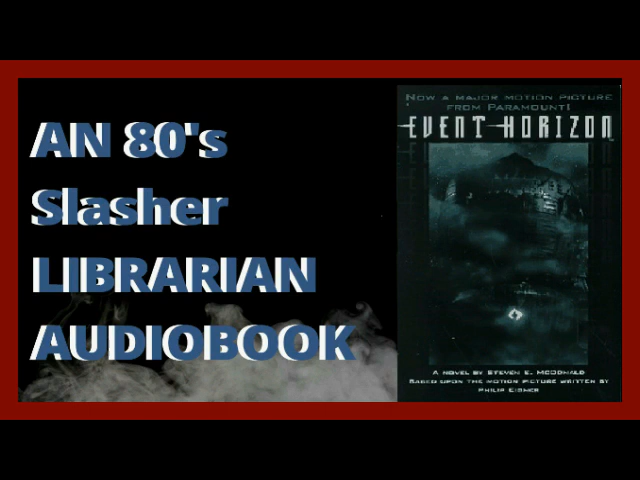 AN 80's
Slasher
LIBRARIAN
AUDIOBOOK
NOW A MAJOR MOTION PICTURE
FROM PARAMOUNT!
EVENT HORIZON
A NOVEL BY STEVEN E. MCDONALD
BASED UPON THE MOTION PICTURE WRITTEN BY
PHILIP EISNER